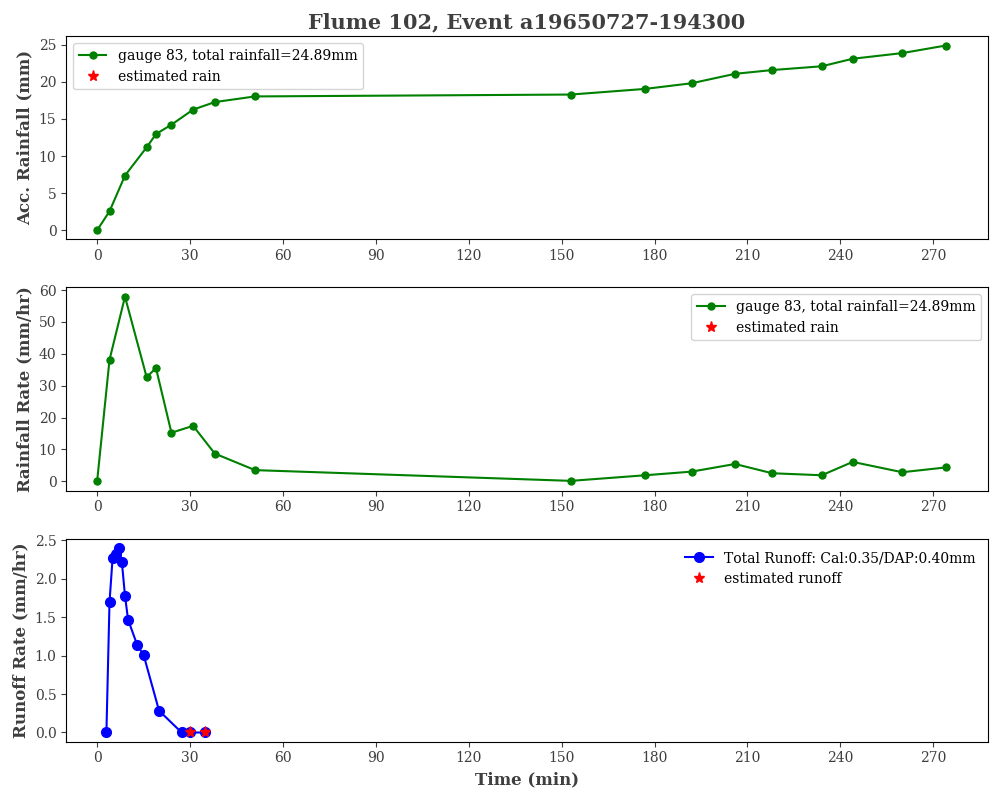 Flume 102, Event a19650727-194300
Acc. Rainfall (mm)
25
20
15
10
5
0
gauge 83, total rainfall=24.89mm
estimated rain
0 30 60 90 120 150 180 210 240 270
Rainfall Rate (mm/hr)
60
50
40
30
20
10
0
gauge 83, total rainfall=24.89mm
estimated rain
0 30 60 90 120 150 180 210 240 270
Runoff Rate (mm/hr)
2.5
2.0
1.5
1.0
0.5
0.0
Total Runoff: Cal:0.35/DAP:0.40mm
estimated runoff
0 30 60 90 120 150 180 210 240 270
Time (min)